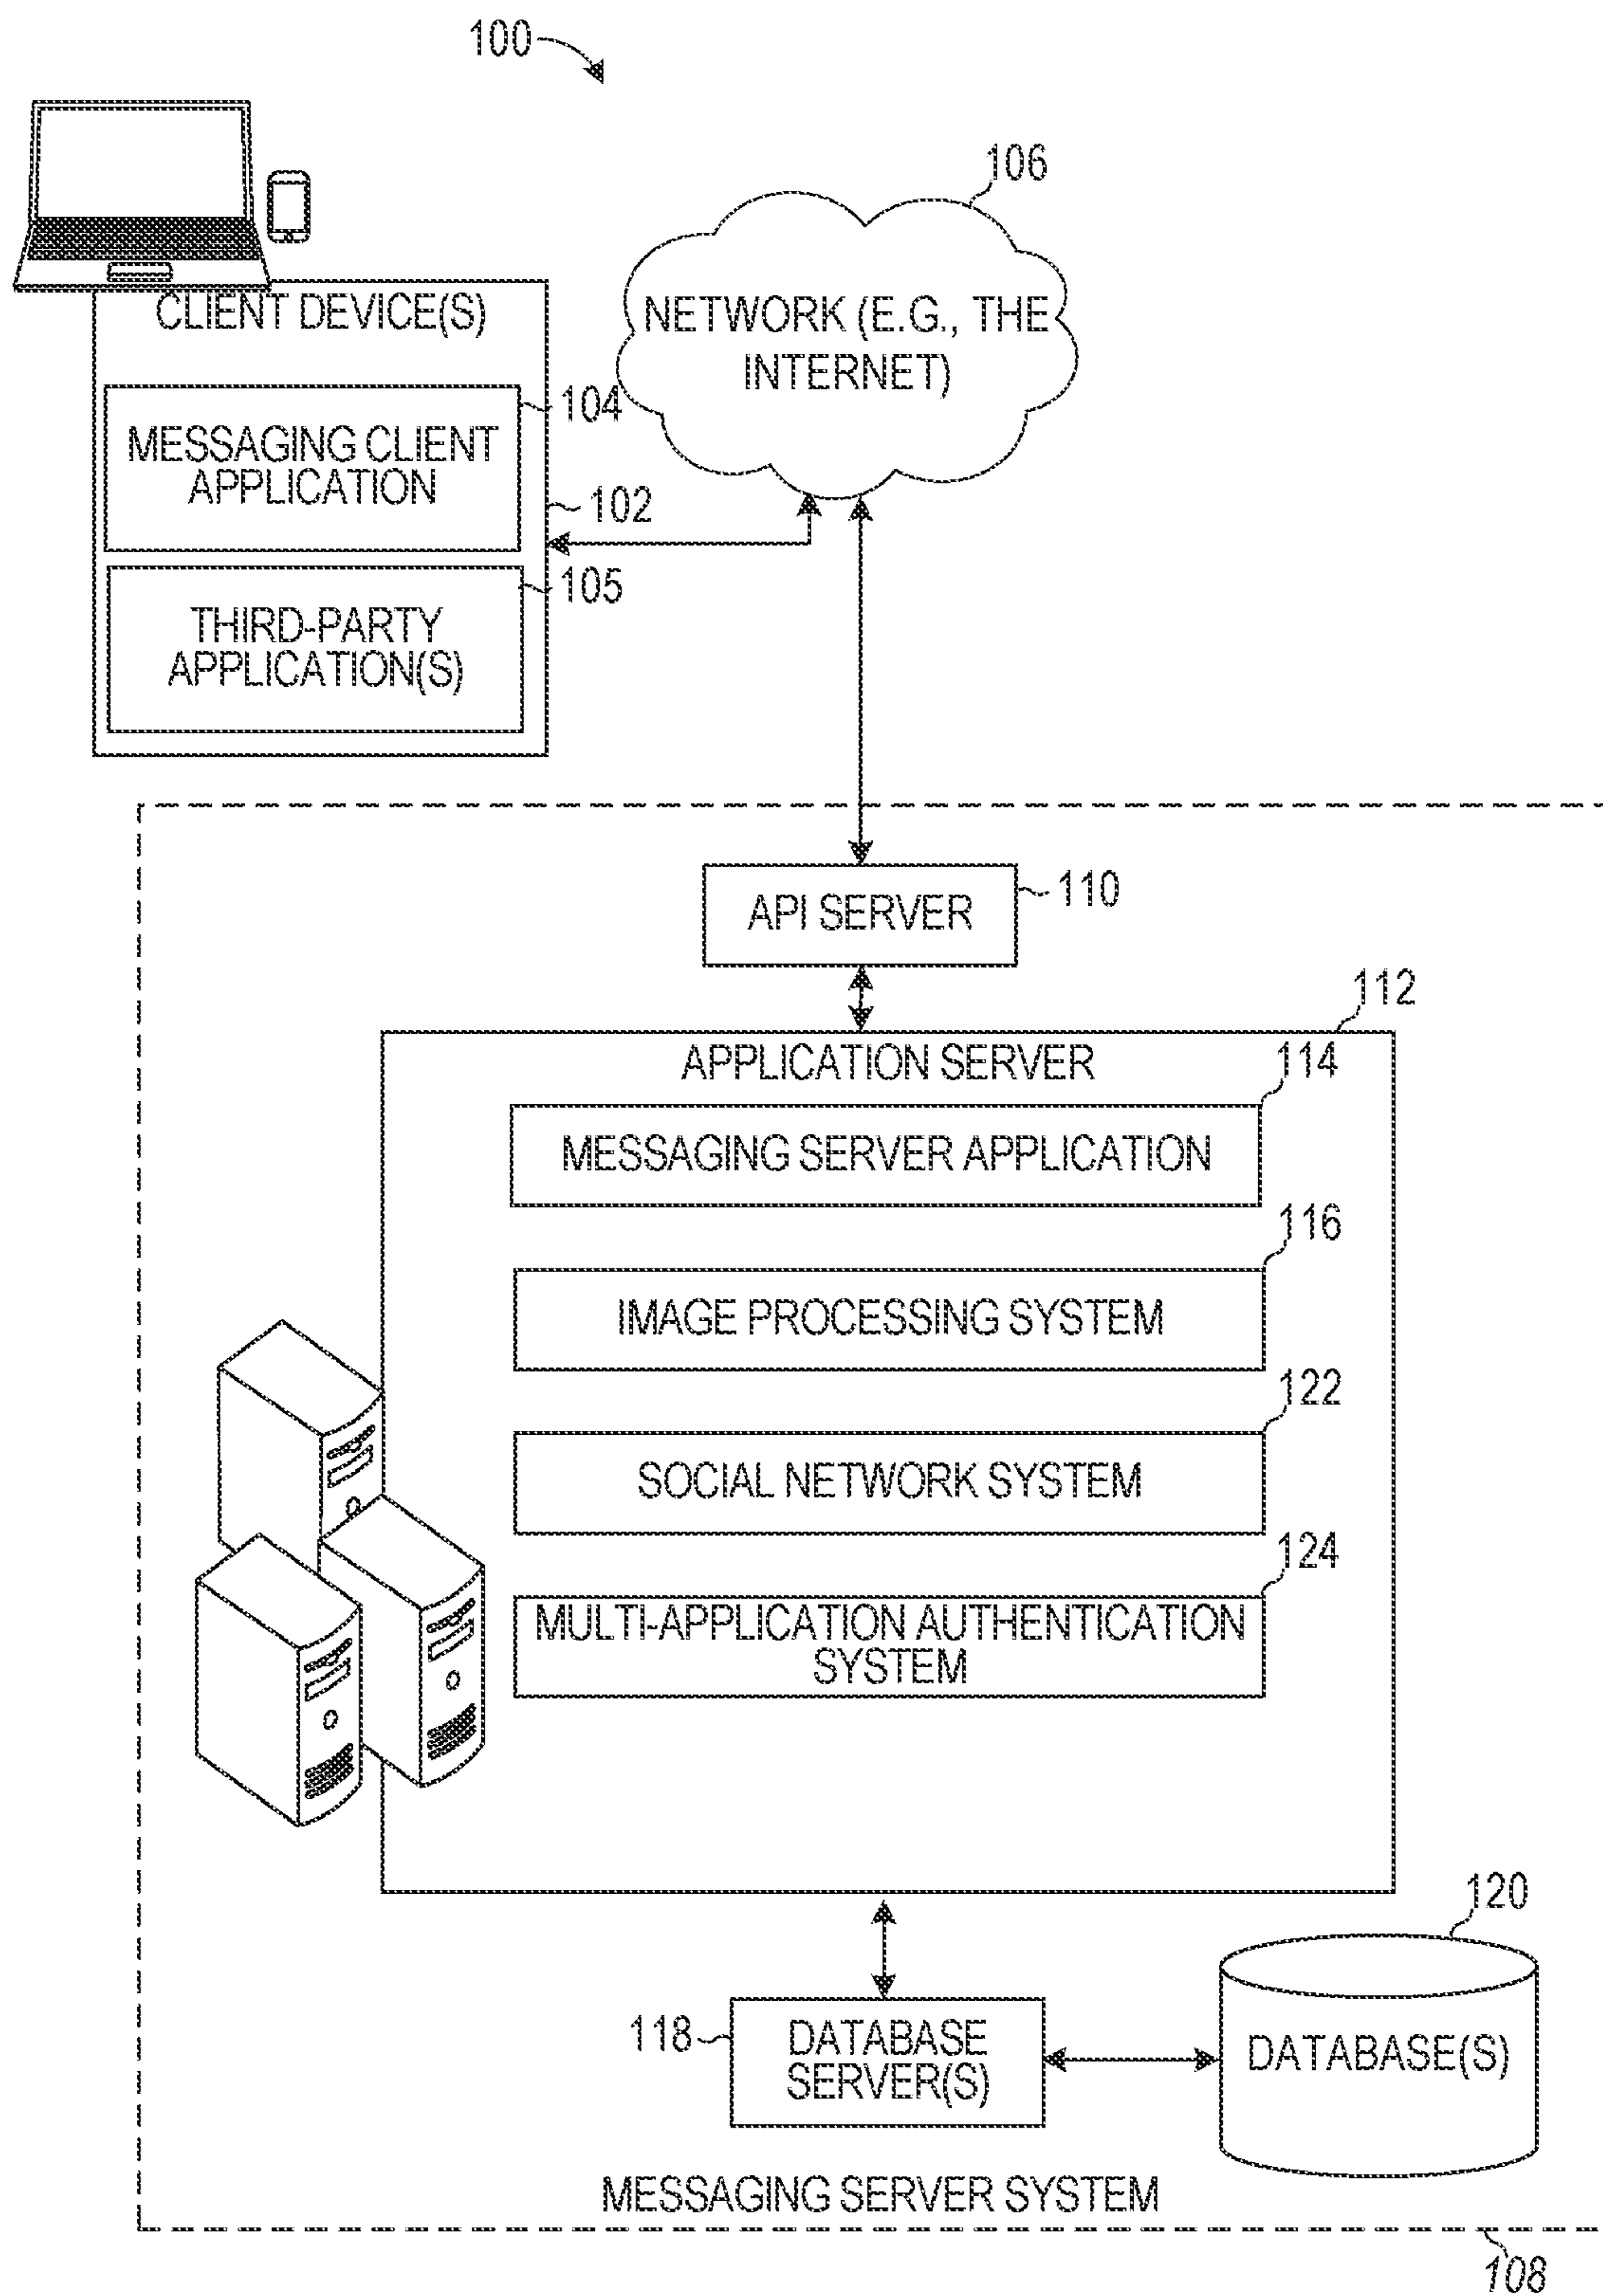 100
106
CLIENT DEVICE(S)
NETWORK (E.G., THE
INTERNET)
104
MESSAGING CLIENT
APPLICATION
102
105
THIRD-PARTY
APPLICATION(S)
API SERVER
110
112
APPLICATION SERVER
114
MESSAGING SERVER APPLICATION
116
IMAGE PROCESSING SYSTEM
122
SOCIAL NETWORK SYSTEM
124
MULTI-APPLICATION AUTHENTICATION
SYSTEM
120
118
DATABASE
SERVER(S)
DATABASE(S)
MESSAGING SERVER SYSTEM
108